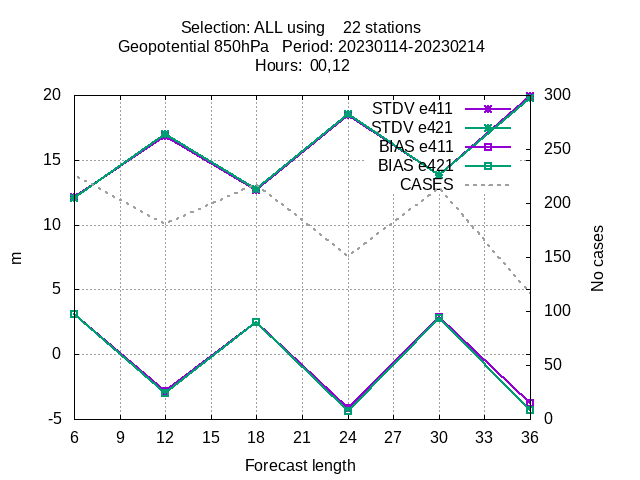 Selection: ALL using    22 stations
Geopotential 850hPa   Period: 20230114-20230214
Hours:  00,12
STDV e411
STDV e421
BIAS e411
BIAS e421
CASES
20
15
10
5
0
-5
300
250
200
150
100
50
0
m
No cases
6 9 12 15 18 21 24 27 30 33 36
Forecast length